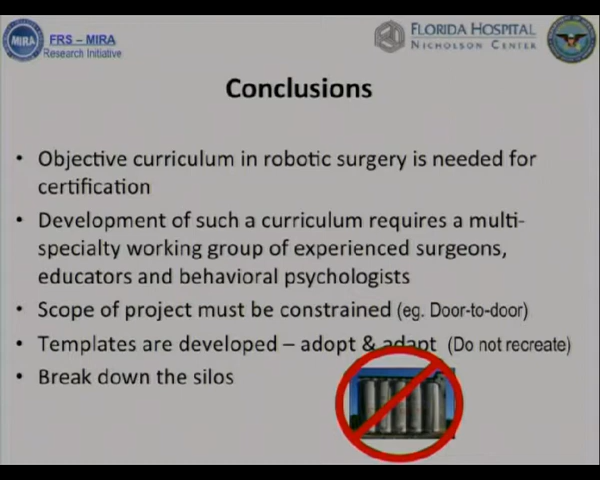 MIRA
FRS – MIRA
Research Initiative
FLORIDA HOSPITAL
NICHOLSON CENTER
Conclusions
• Objective curriculum in robotic surgery is needed for
certification
• Development of such a curriculum requires a multi-
specialty working group of experienced surgeons,
educators and behavioral psychologists
• Scope of project must be constrained (eg. Door-to-door)
• Templates are developed – adopt & adapt (Do not recreate)
• Break down the silos